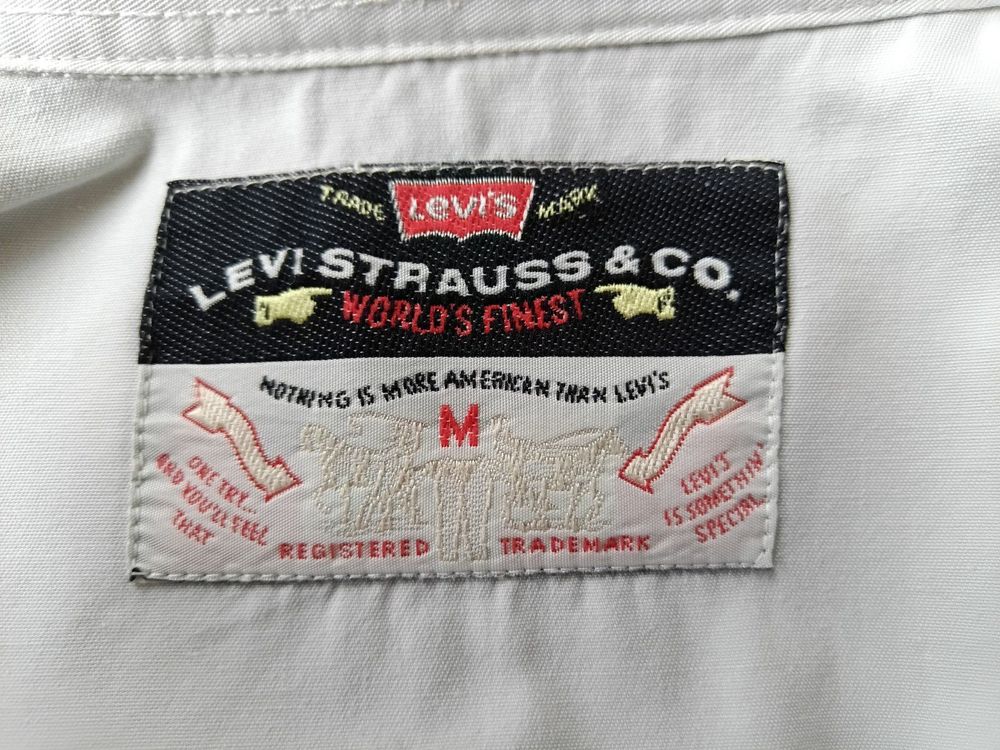 TRADE LEVI'S MARK
LEVI STRAUSS & CO.
WORLD'S FINEST
NOTHING IS MORE AMERICAN THAN LEVI'S
M
ONE TRY...
AND YOU'LL FEEL
THAT
LEVI'S
IS SOMETHIN'
SPECIAL
REGISTERED TRADEMARK